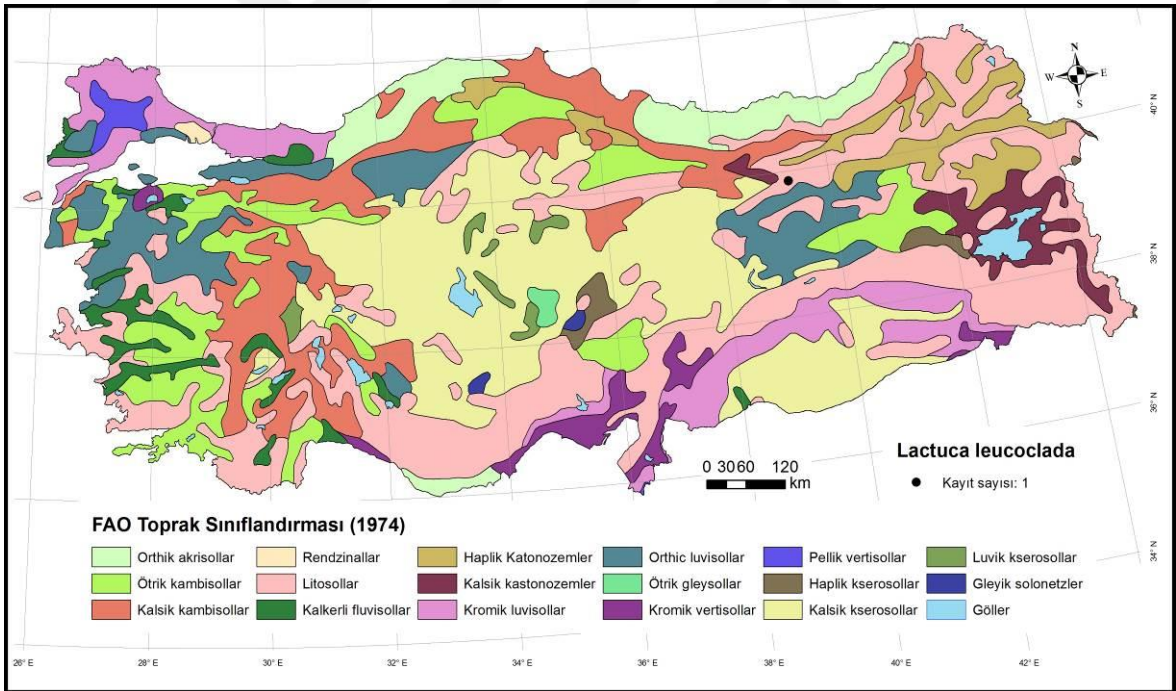 N
W E
S
40° N
38° N
36° N
34° N
Lactuca leucoclada
Kayıt sayısı: 1
0 30 60 120
km
FAO Toprak Sınıflandırması (1974)
Orthik akrisollar
Rendzinallar
Haplik Katonozemler
Orthic luvisollar
Pellik vertisollar
Luvik kserosollar
Ötrik kambisollar
Litosollar
Kalsik kastonozemler
Ötrik gleysollar
Haplik kserosollar
Gleyik solonetzler
Kalsik kambisollar
Kalkerli fluvisollar
Kromik luvisollar
Kromik vertisollar
Kalsik kserosollar
Göller
26° E 28° E 30° E 32° E 34° E 36° E 38° E 40° E 42° E